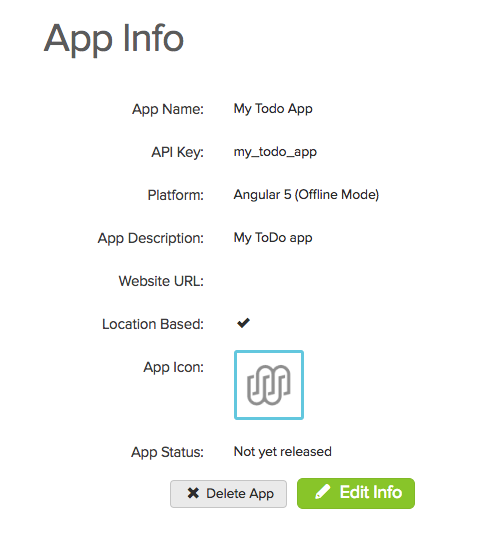 App Info
App Name: My Todo App
API Key: my_todo_app
Platform: Angular 5 (Offline Mode)
App Description: My ToDo app
Website URL:
Location Based:
App Icon:
App Status: Not yet released
Delete App Edit Info